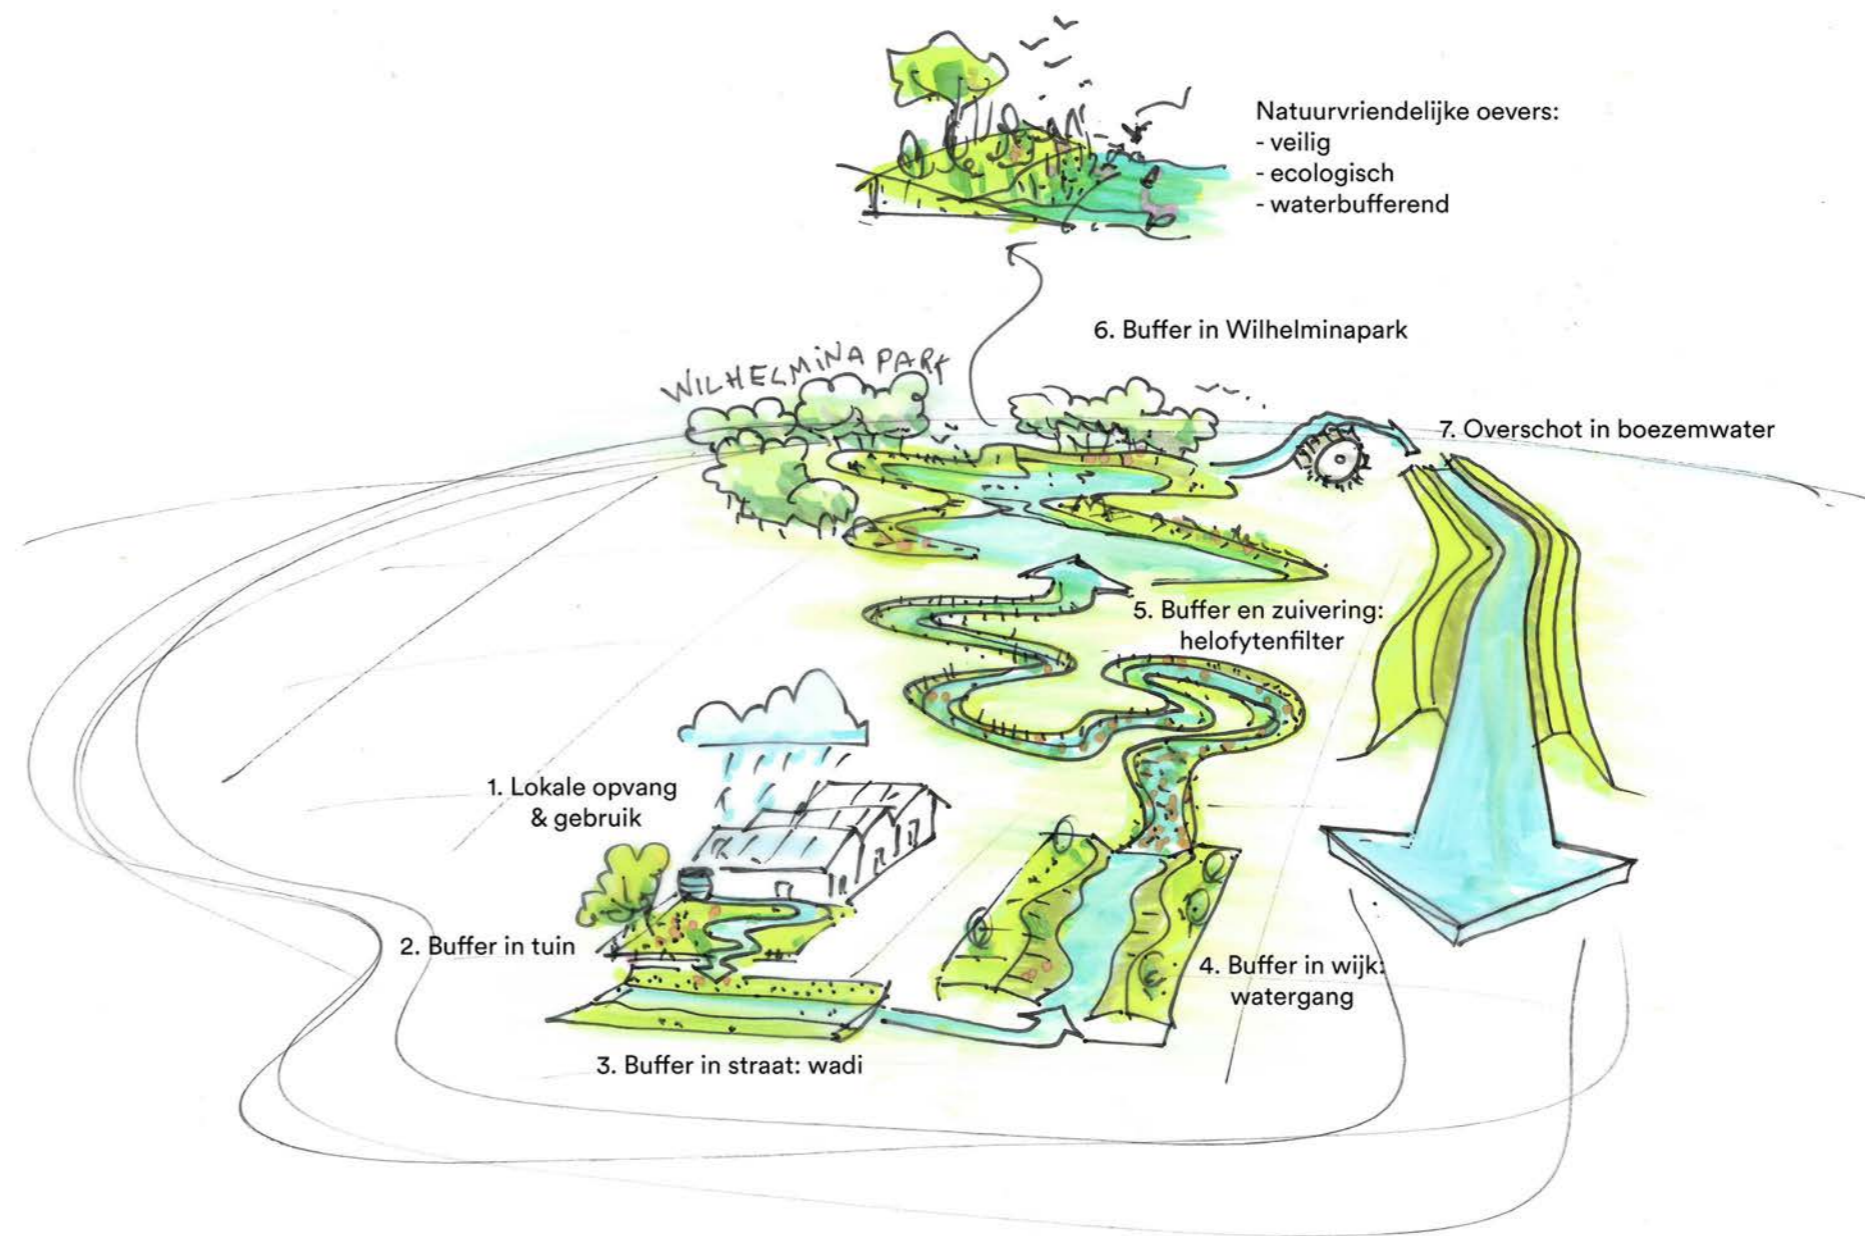 Natuurvriendelijke oevers:
- veilig
- ecologisch
- waterbufferend
6. Buffer in Wilhelminapark
WILHELMINA PARK
7. Overschot in boezemwater
5. Buffer en zuivering:
helofytenfilter
1. Lokale opvang
& gebruik
2. Buffer in tuin
4. Buffer in wijk:
watergang
3. Buffer in straat: wadi